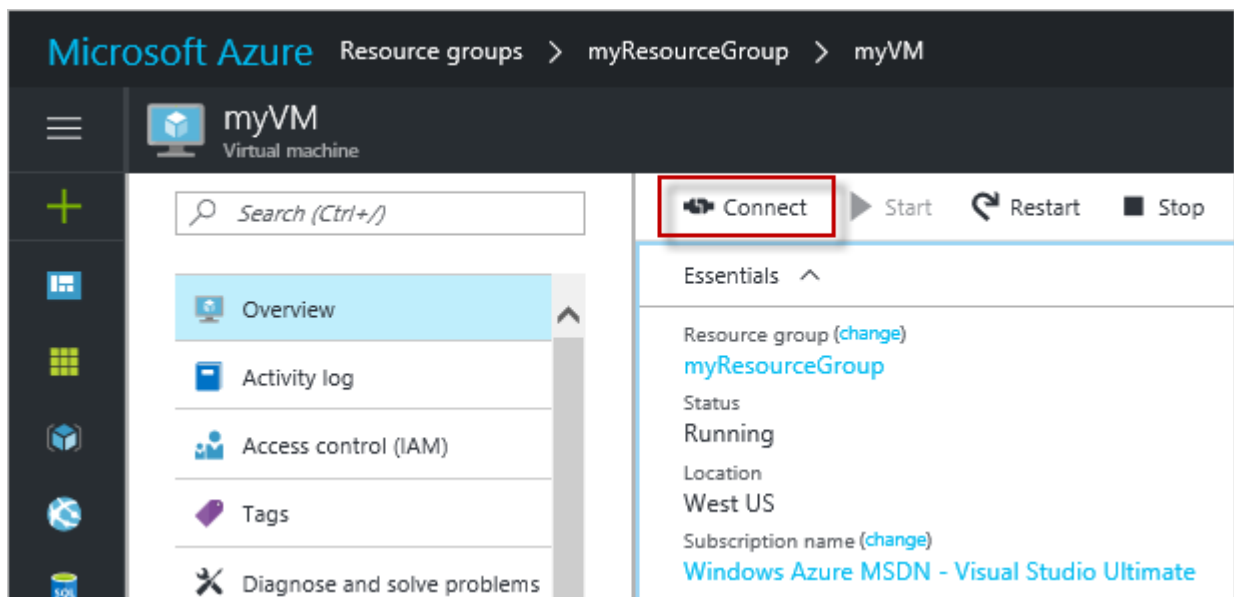 Microsoft Azure Resource groups > myResourceGroup > myVM
myVM
Virtual machine
Search (Ctrl+/)
Overview
Activity log
Access control (IAM)
Tags
Diagnose and solve problems
SQL
Connect Start Restart Stop
Essentials
Resource group (change)
myResourceGroup
Status
Running
Location
West US
Subscription name (change)
Windows Azure MSDN - Visual Studio Ultimate